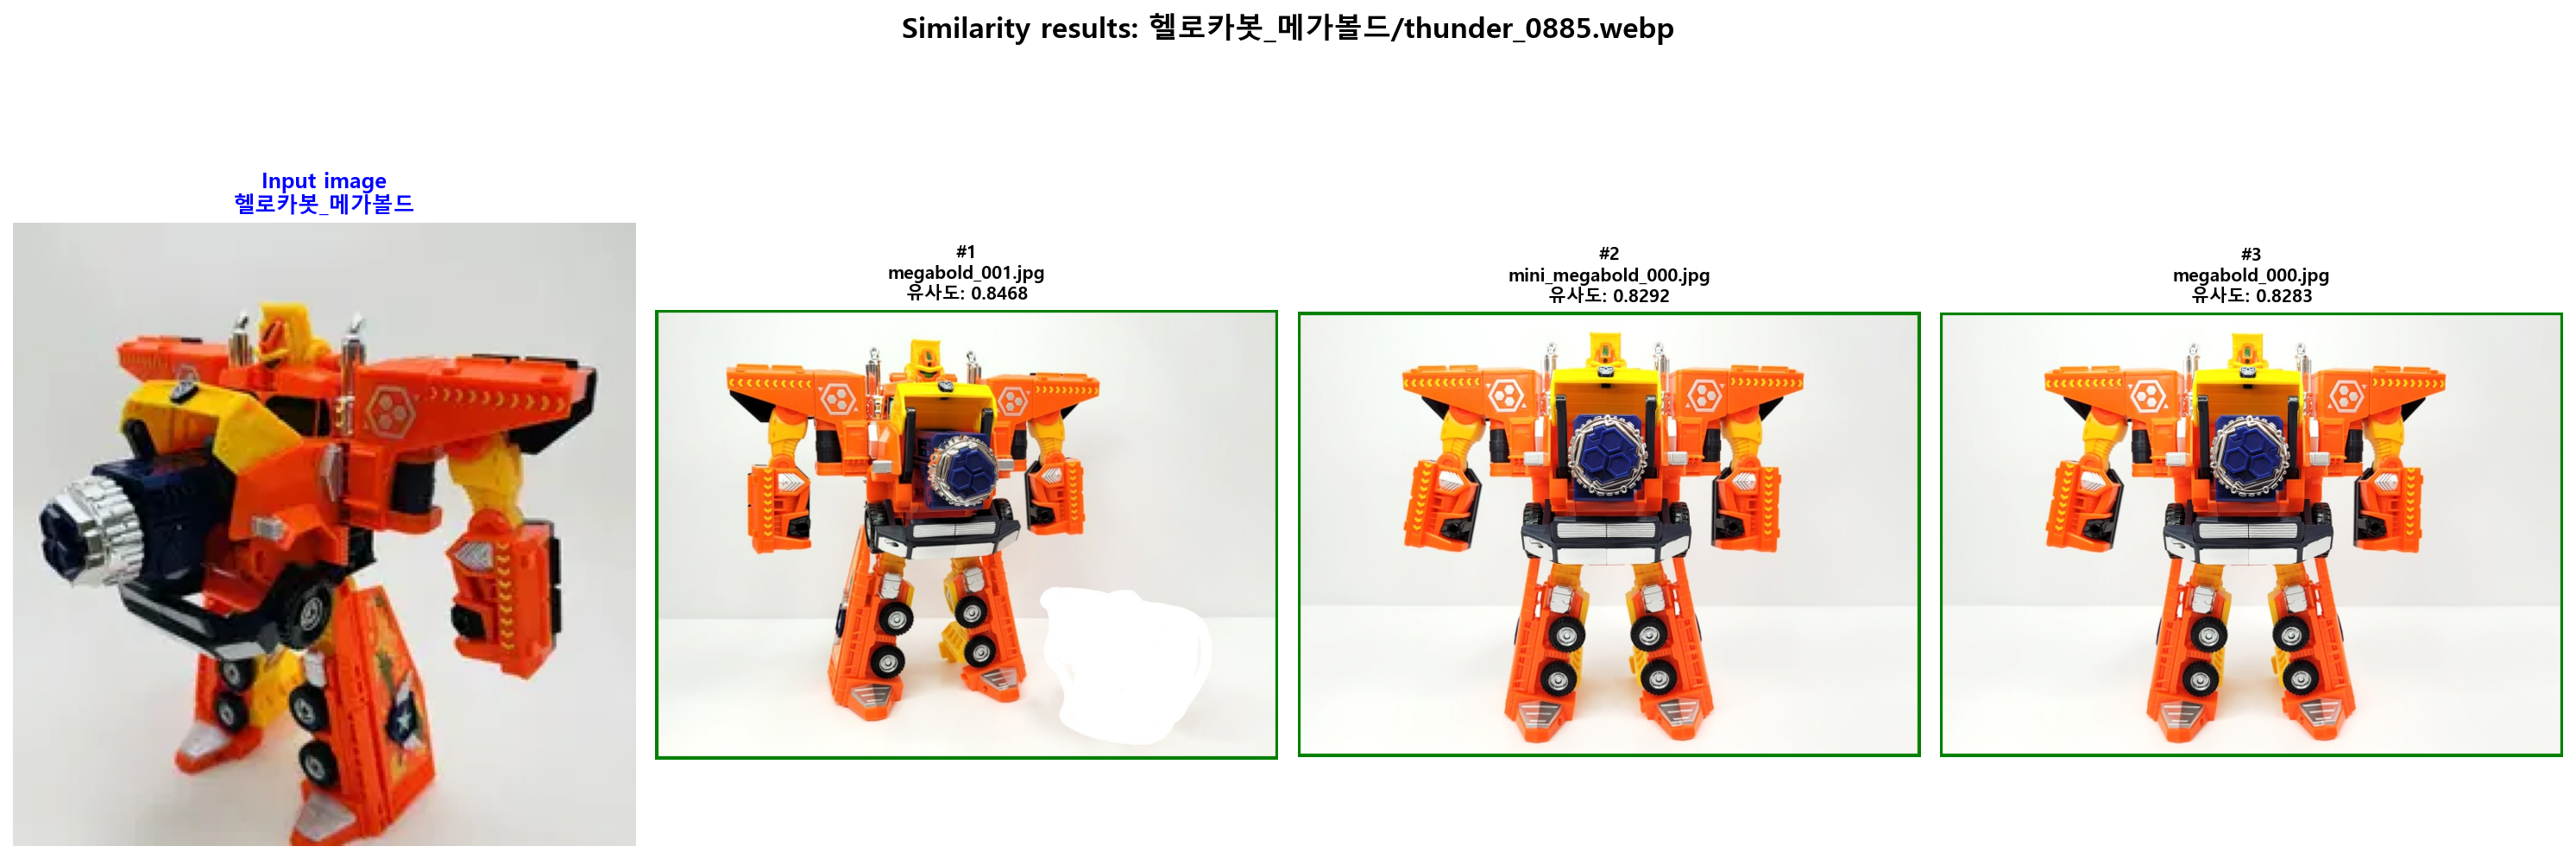 Similarity results: 헬로카봇_메가볼드/thunder_0885.webp
Input image
헬로카봇_메가볼드
#1
megabold_001.jpg
유사도: 0.8468
#2
mini_megabold_000.jpg
유사도: 0.8292
#3
megabold_000.jpg
유사도: 0.8283